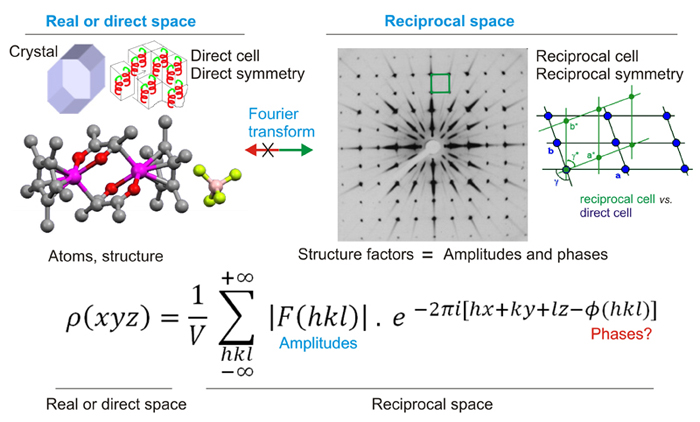 Real or direct space
Reciprocal space
Crystal
Direct cell
Direct symmetry
Reciprocal cell
Reciprocal symmetry
Fourier
transform
b*
γ*
a*
b
a
γ
reciprocal cell vs.
direct cell
Atoms, structure
Structure factors = Amplitudes and phases
+∞
ρ(xyz) = 1/V ∑ |F(hkl)| . e −2πi[hx+ky+lz−ϕ(hkl)]
hkl
−∞
Amplitudes
Phases?
Real or direct space
Reciprocal space